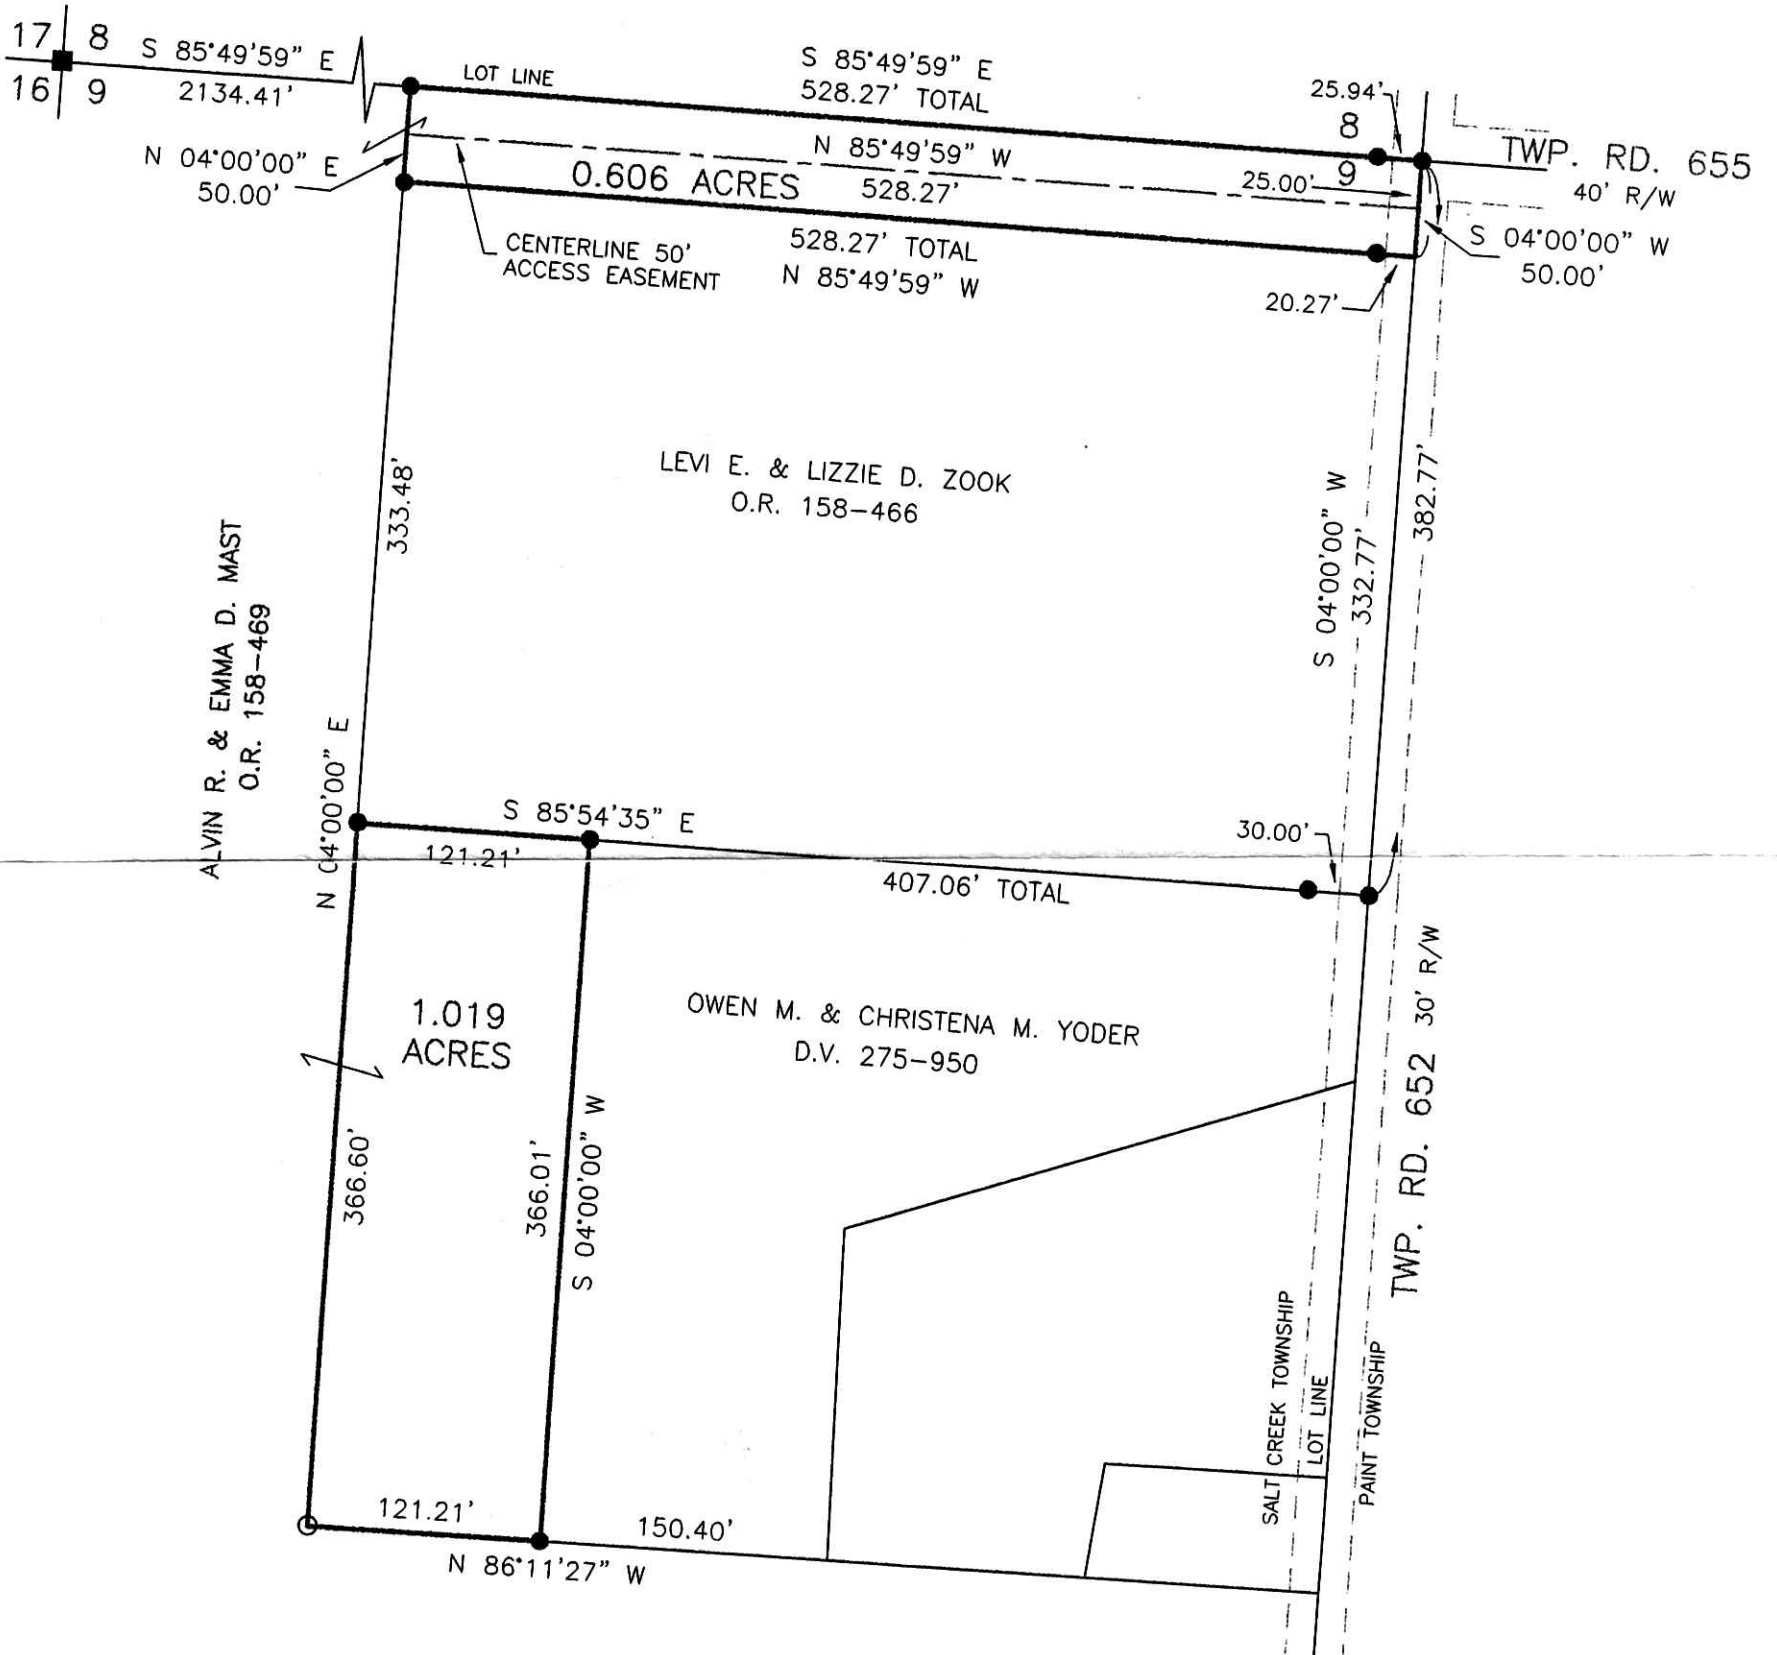 17 8
16 9
S 85°49'59" E
2134.41'
LOT LINE
S 85°49'59" E
528.27' TOTAL
25.94'
8
9
TWP. RD. 655
40' R/W
N 04°00'00" E
50.00'
N 85°49'59" W
0.606 ACRES
528.27'
25.00'
S 04°00'00" W
50.00'
CENTERLINE 50'
ACCESS EASEMENT
528.27' TOTAL
N 85°49'59" W
20.27'
333.48'
LEVI E. & LIZZIE D. ZOOK
O.R. 158-466
S 04°00'00" W
332.77'
382.77'
ALVIN R. & EMMA D. MAST
O.R. 158-469
N 04°00'00" E
S 85°54'35" E
121.21'
30.00'
407.06' TOTAL
1.019
ACRES
OWEN M. & CHRISTENA M. YODER
D.V. 275-950
TWP. RD. 652 30' R/W
366.60'
366.01'
S 04°00'00" W
SALT CREEK TOWNSHIP
LOT LINE
PAINT TOWNSHIP
121.21'
150.40'
N 86°11'27" W